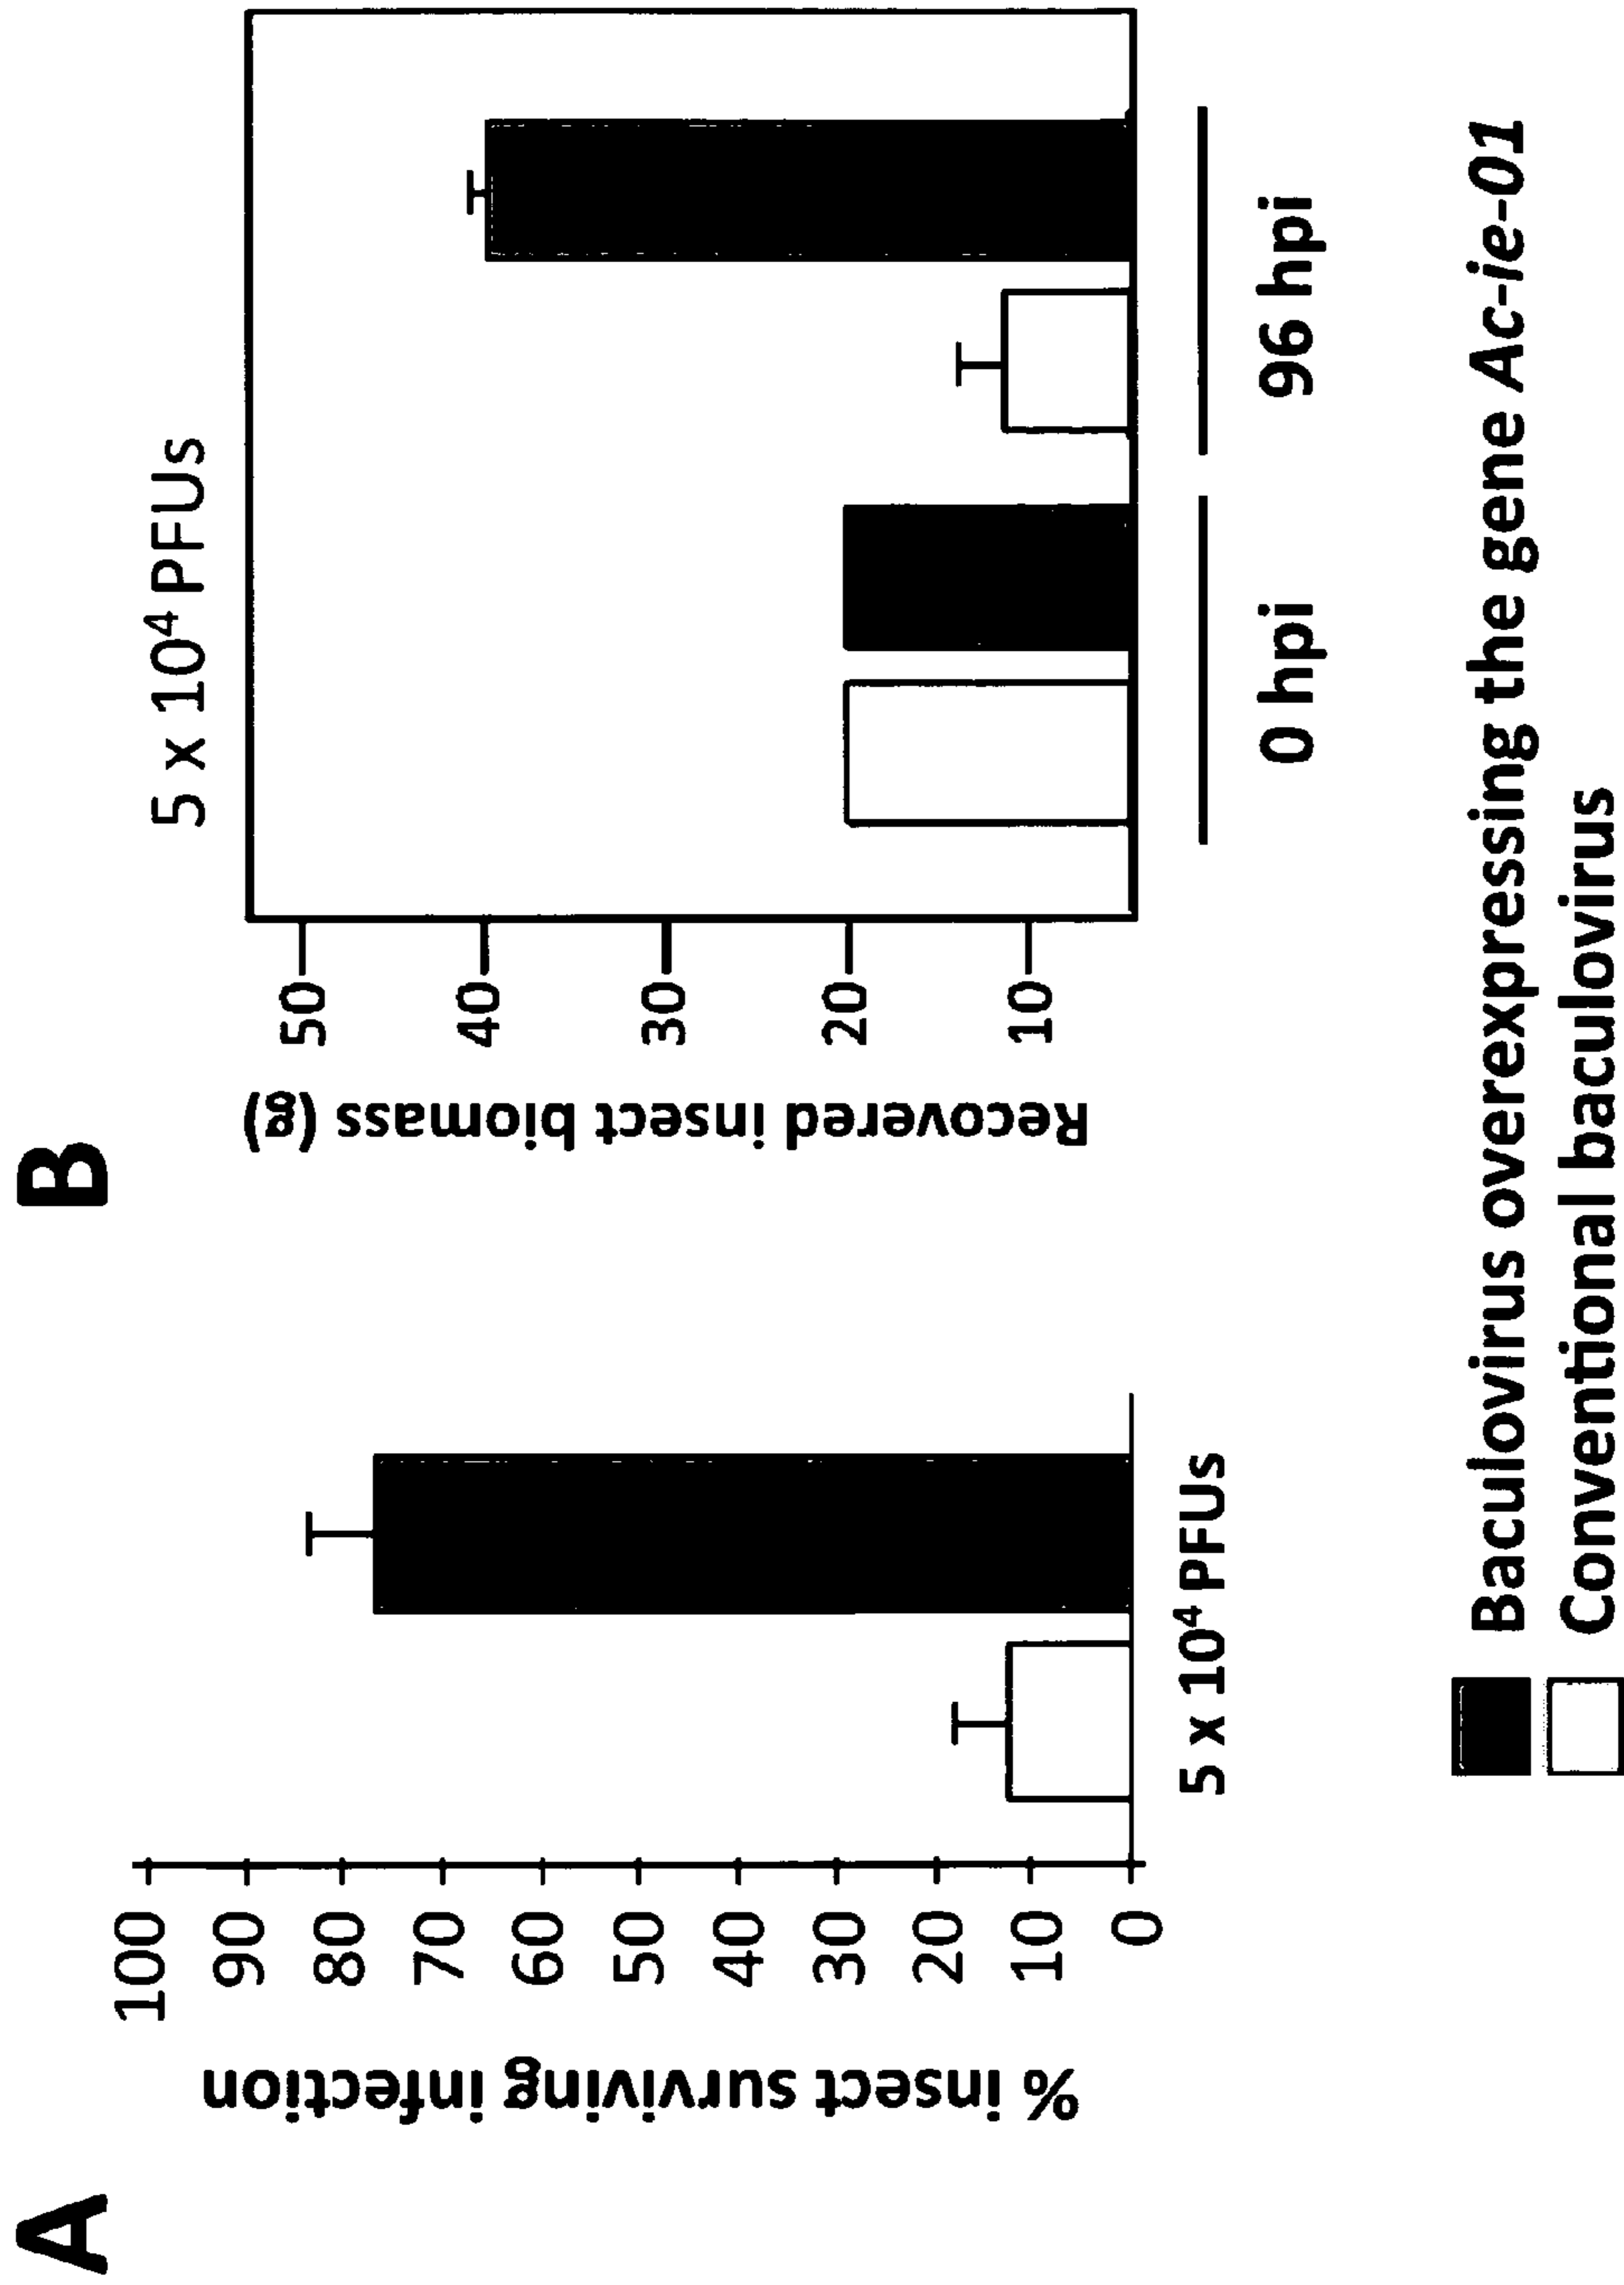 A
% insect surviving infection
100
90
80
70
60
50
40
30
20
10
0
5 x 10⁴ PFUs
B
5 x 10⁴ PFUs
Recovered insect biomass (g)
50
40
30
20
10
0 hpi
96 hpi
Baculovirus overexpressing the gene Ac-ie-01
Conventional baculovirus